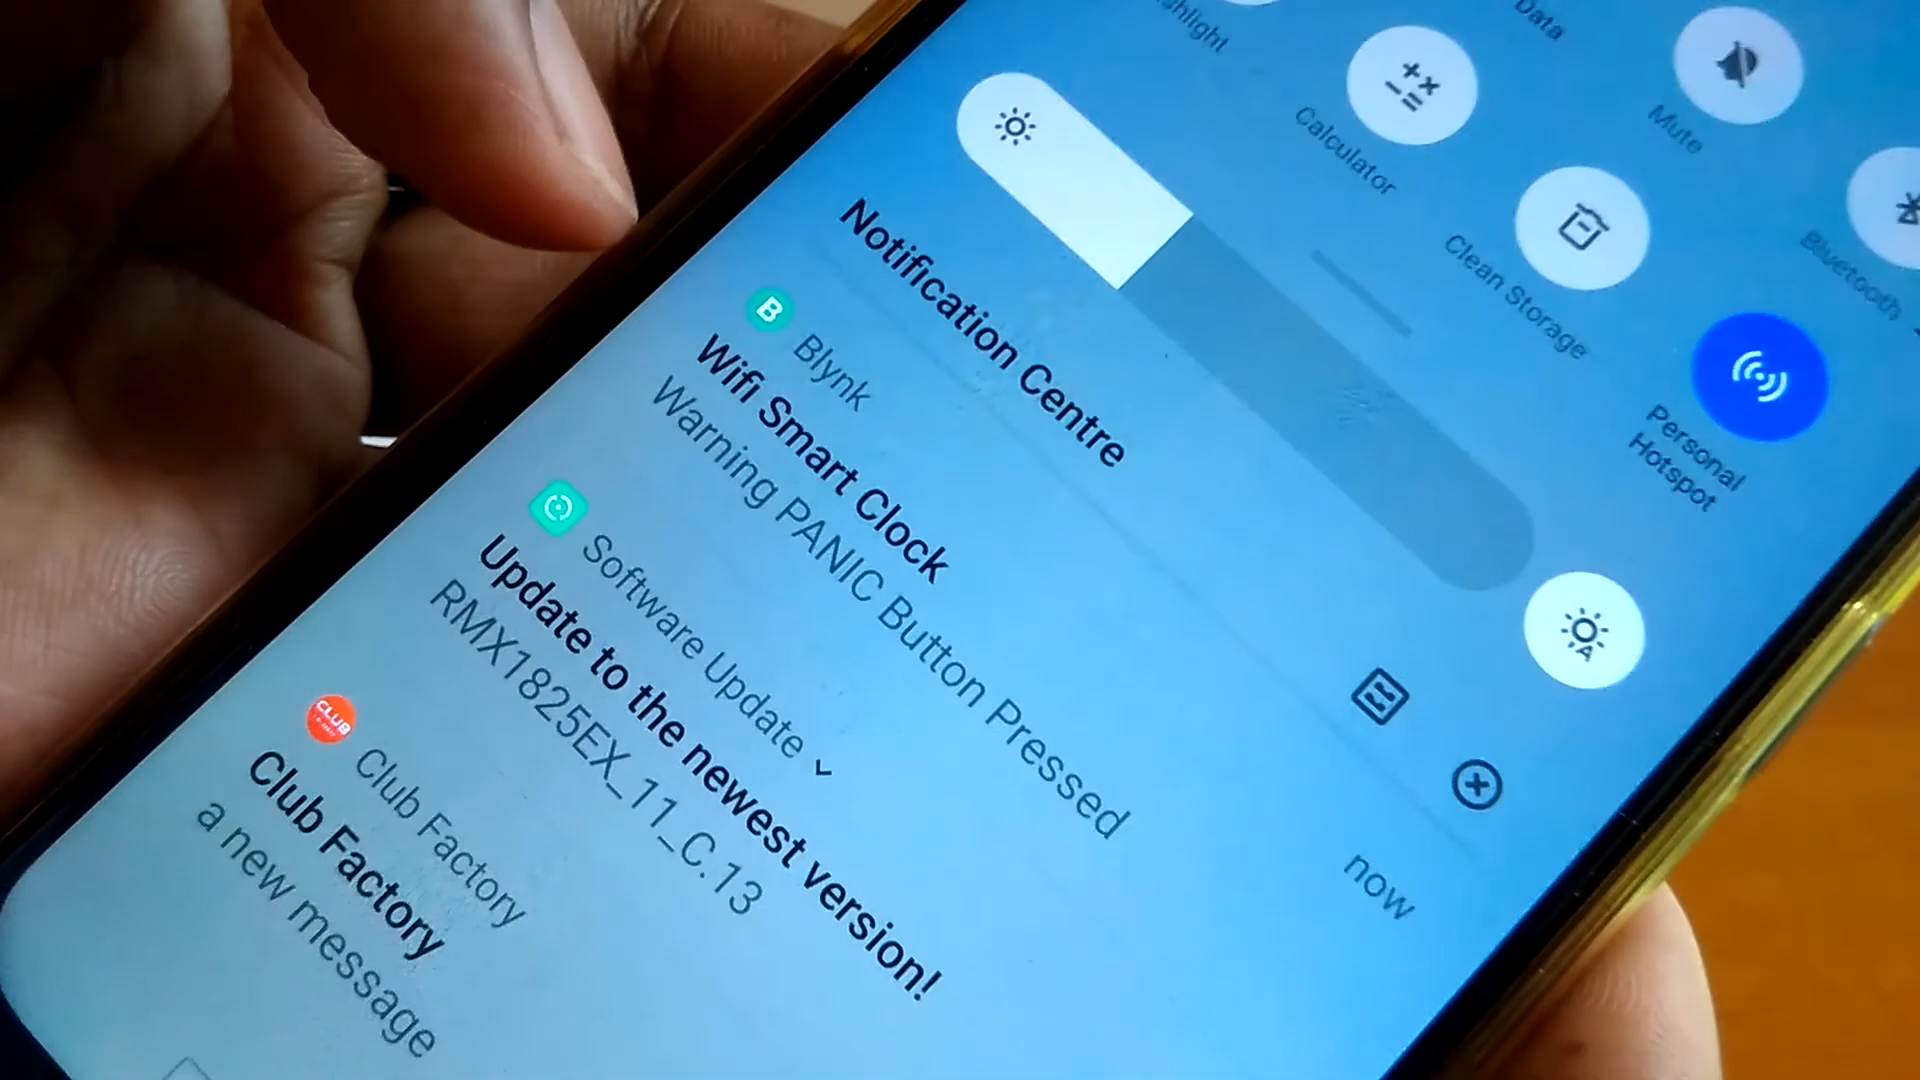 Data
Mute
Calculator
Bluetooth
Clean Storage
Personal
Hotspot
Notification Centre
B
Blynk
now
Wifi Smart Clock
Warning PANIC Button Pressed
Software Update
Update to the newest version!
RMX1825EX_11_C.13
CLUB
Club Factory
Club Factory
a new message